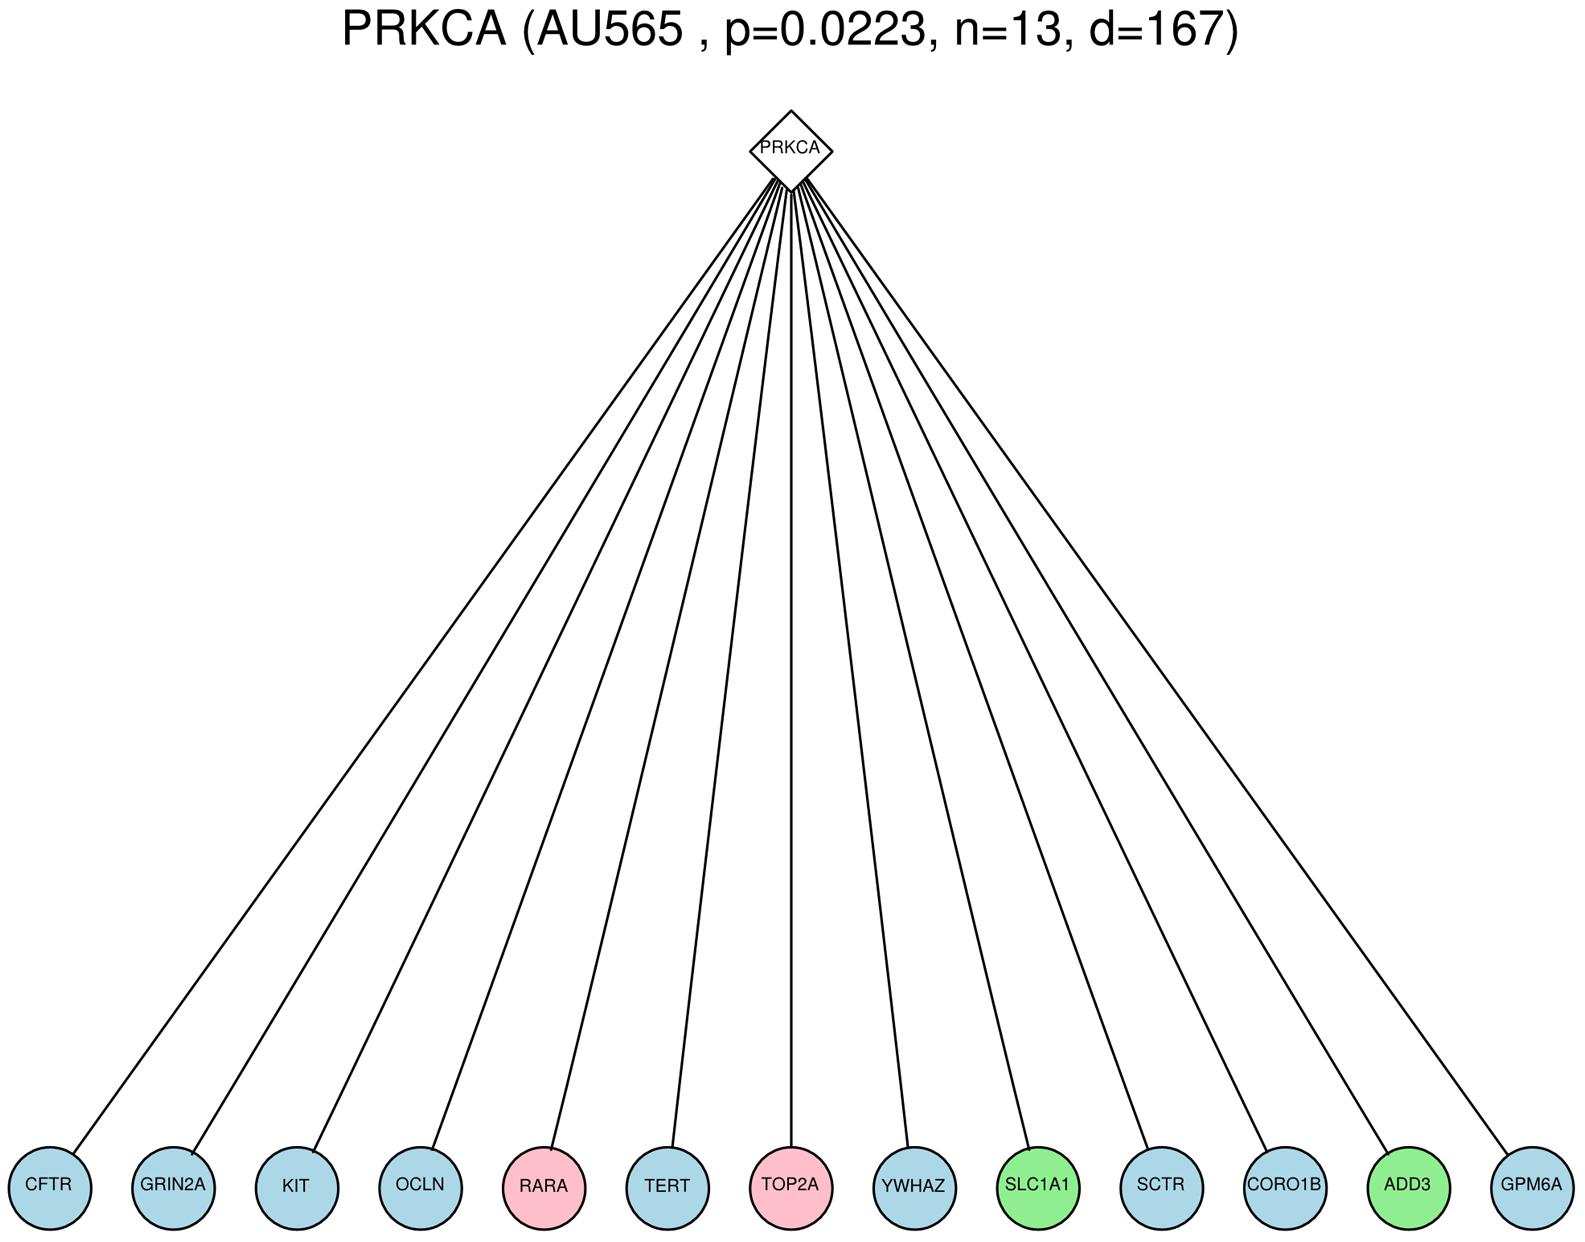 PRKCA (AU565 , p=0.0223, n=13, d=167)
PRKCA
CFTR GRIN2A KIT OCLN RARA TERT TOP2A YWHAZ SLC1A1 SCTR CORO1B ADD3 GPM6A